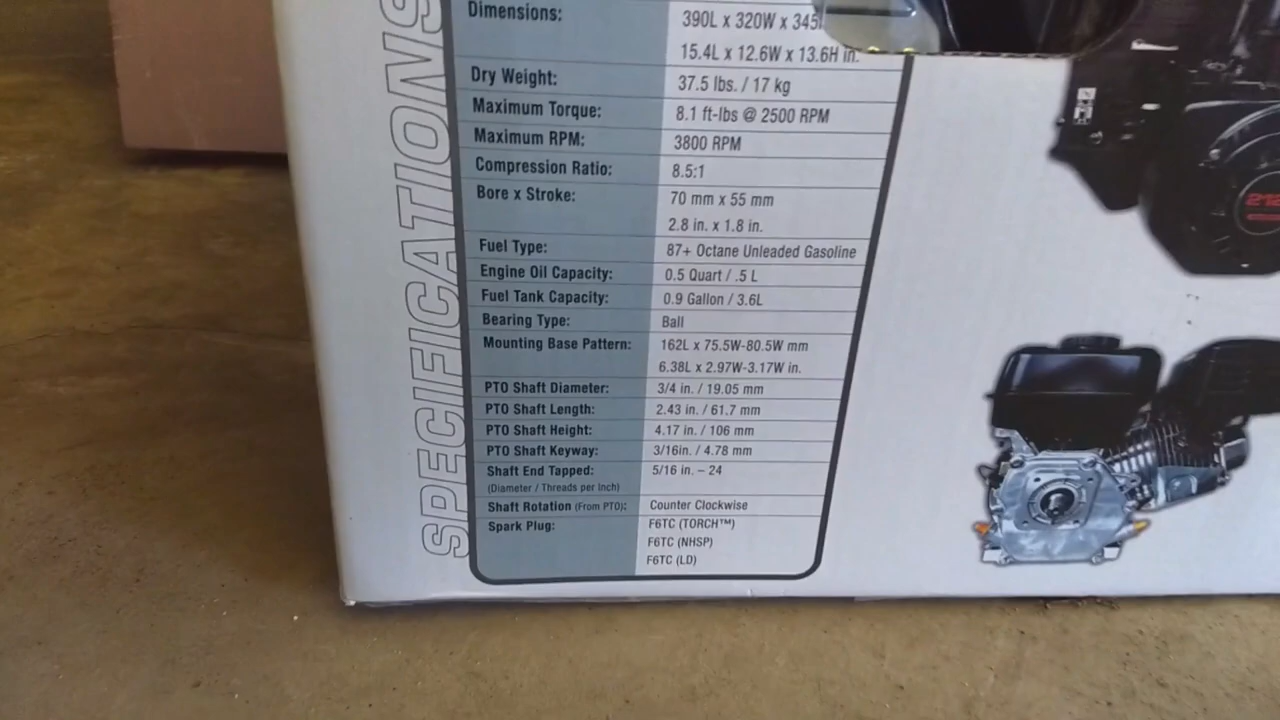 SPECIFICATIONS
Dimensions: 390L x 320W x 345
15.4L x 12.6W x 13.6H in.
Dry Weight: 37.5 lbs. / 17 kg
Maximum Torque: 8.1 ft-lbs @ 2500 RPM
Maximum RPM: 3800 RPM
Compression Ratio: 8.5:1
Bore x Stroke: 70 mm x 55 mm
2.8 in. x 1.8 in.
Fuel Type: 87+ Octane Unleaded Gasoline
Engine Oil Capacity: 0.5 Quart / .5 L
Fuel Tank Capacity: 0.9 Gallon / 3.6L
Bearing Type: Ball
Mounting Base Pattern: 162L x 75.5W-80.5W mm
6.38L x 2.97W-3.17W in.
PTO Shaft Diameter: 3/4 in. / 19.05 mm
PTO Shaft Length: 2.43 in. / 61.7 mm
PTO Shaft Height: 4.17 in. / 106 mm
PTO Shaft Keyway: 3/16in. / 4.78 mm
Shaft End Tapped: 5/16 in. – 24
(Diameter / Threads per Inch)
Shaft Rotation (From PTO): Counter Clockwise
Spark Plug: F6TC (TORCH™)
F6TC (NHSP)
F6TC (LD)
212